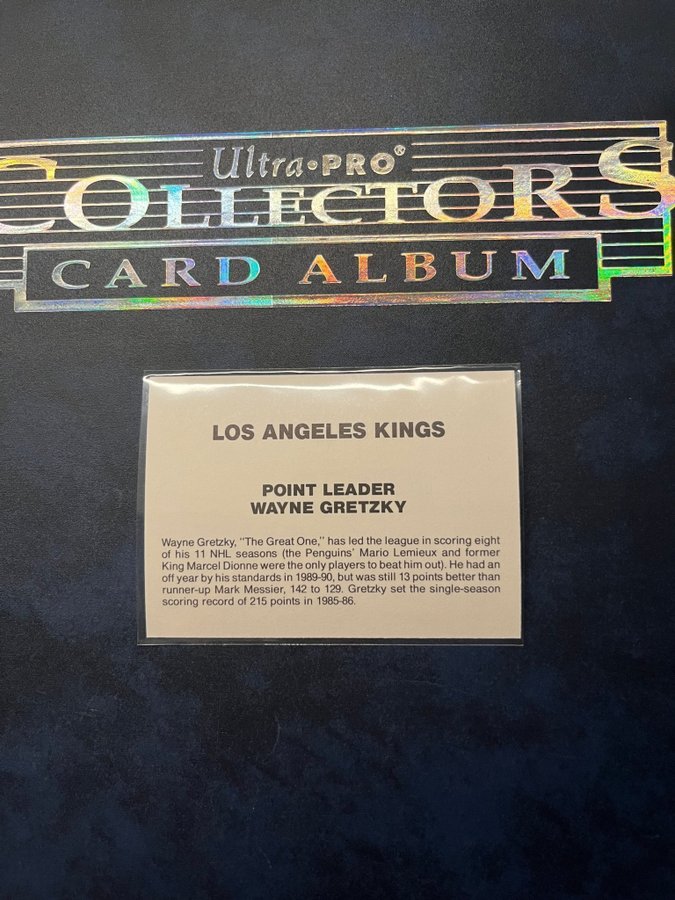 Ultra•PRO®
COLLECTORS
CARD ALBUM
LOS ANGELES KINGS
POINT LEADER
WAYNE GRETZKY
Wayne Gretzky, "The Great One," has led the league in scoring eight
of his 11 NHL seasons (the Penguins' Mario Lemieux and former
King Marcel Dionne were the only players to beat him out). He had an
off year by his standards in 1989-90, but was still 13 points better than
runner-up Mark Messier, 142 to 129. Gretzky set the single-season
scoring record of 215 points in 1985-86.